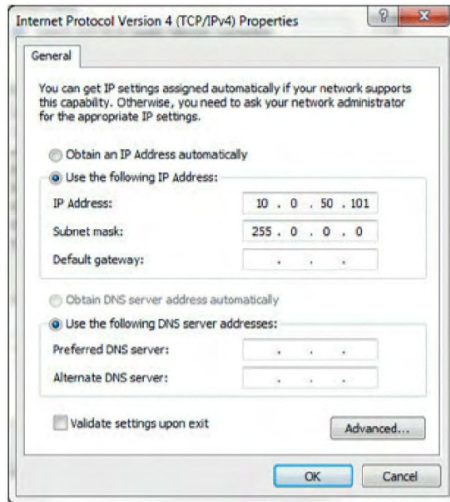 Internet Protocol Version 4 (TCP/IPv4) Properties
General
You can get IP settings assigned automatically if your network supports
this capability. Otherwise, you need to ask your network administrator
for the appropriate IP settings.
Obtain an IP Address automatically
Use the following IP Address:
IP Address: 10 . 0 . 50 . 101
Subnet mask: 255 . 0 . 0 . 0
Default gateway: . . .
Obtain DNS server address automatically
Use the following DNS server addresses:
Preferred DNS server: . . .
Alternate DNS server: . . .
Validate settings upon exit
Advanced...
OK Cancel